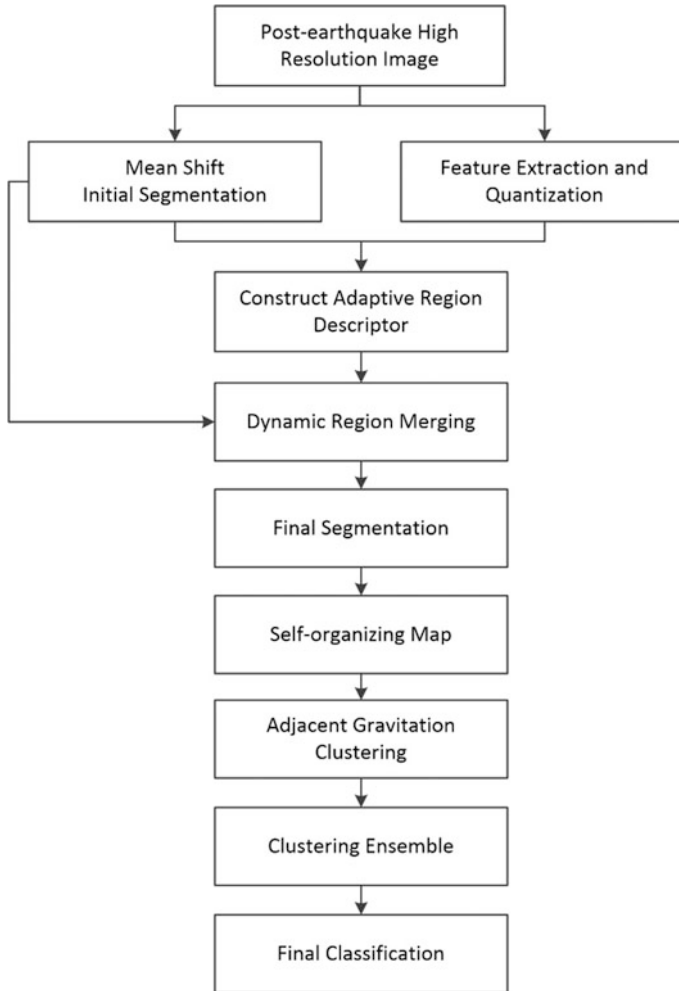 Post-earthquake High
Resolution Image
Mean Shift
Initial Segmentation
Feature Extraction and
Quantization
Construct Adaptive Region
Descriptor
Dynamic Region Merging
Final Segmentation
Self-organizing Map
Adjacent Gravitation
Clustering
Clustering Ensemble
Final Classification